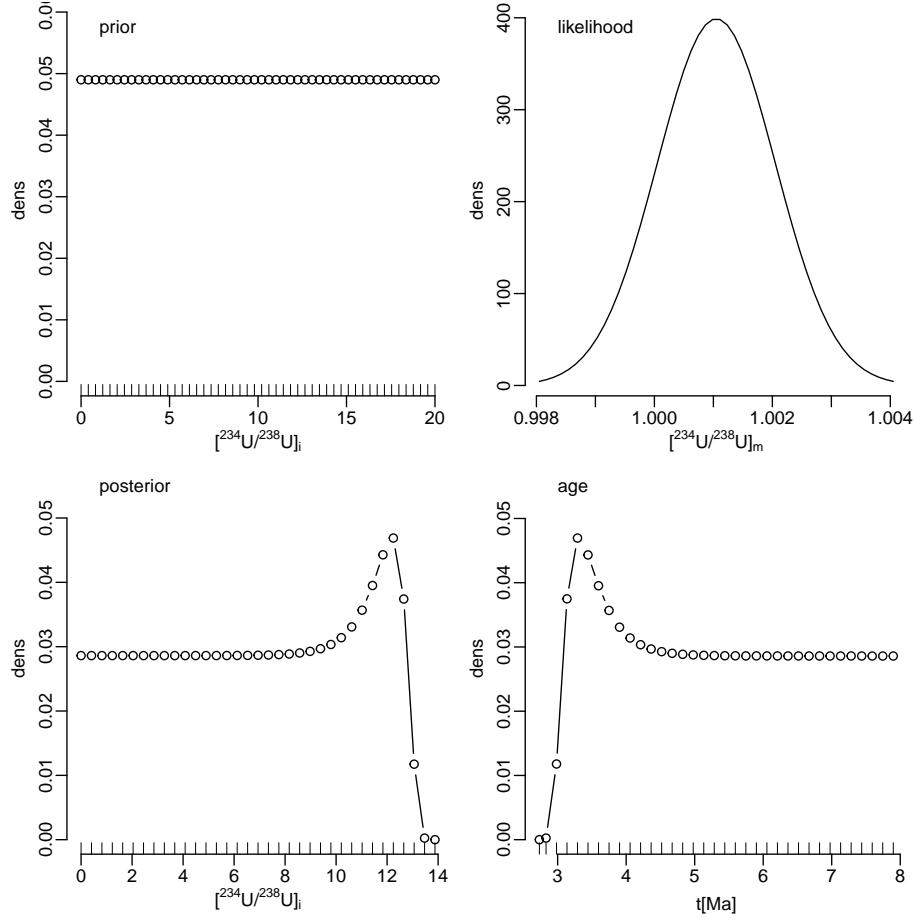 prior
dens
0.00 0.01 0.02 0.03 0.04 0.05 0.0
0 5 10 15 20
[²³⁴U/²³⁸U]ᵢ
likelihood
dens
0 100 200 300 400
0.998 1.000 1.002 1.004
[²³⁴U/²³⁸U]ₘ
posterior
dens
0.00 0.01 0.02 0.03 0.04 0.05
0 2 4 6 8 10 12 14
[²³⁴U/²³⁸U]ᵢ
age
dens
0.00 0.01 0.02 0.03 0.04 0.05
3 4 5 6 7 8
t[Ma]